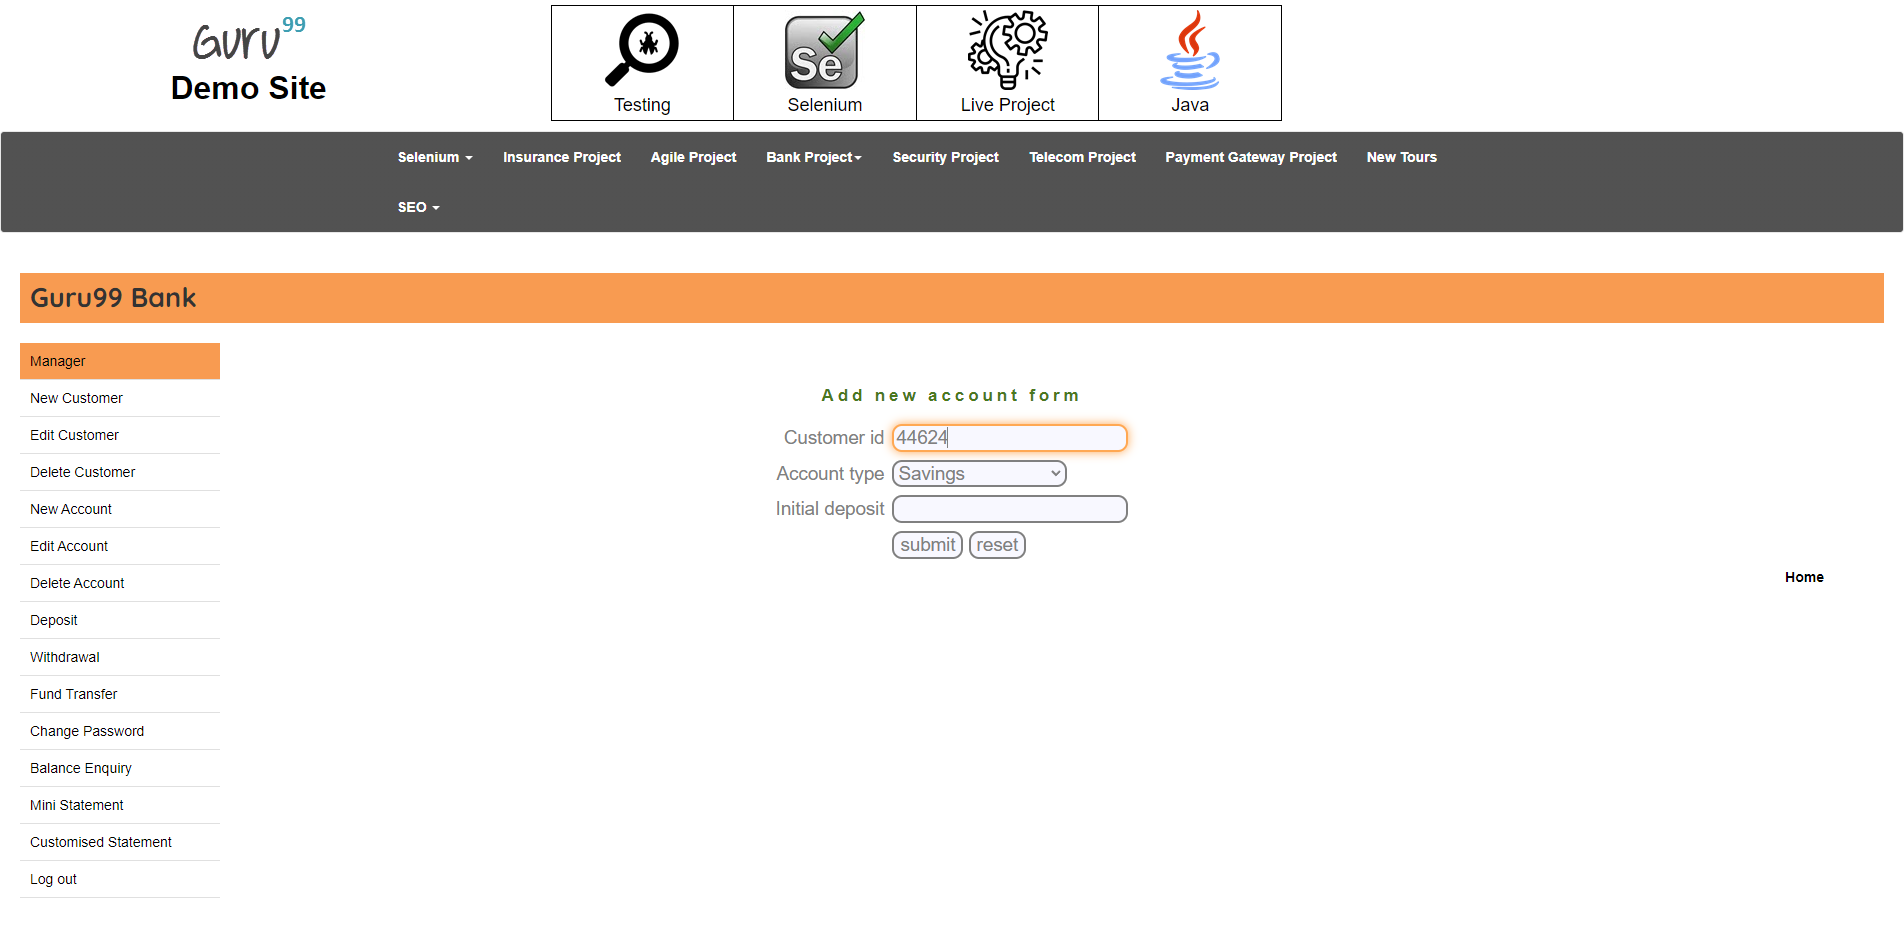 Guru99
Demo Site
Testing
Se
Selenium
Live Project
Java
Selenium
Insurance Project
Agile Project
Bank Project
Security Project
Telecom Project
Payment Gateway Project
New Tours
SEO
Guru99 Bank
Manager
New Customer
Edit Customer
Delete Customer
New Account
Edit Account
Delete Account
Deposit
Withdrawal
Fund Transfer
Change Password
Balance Enquiry
Mini Statement
Customised Statement
Log out
Add new account form
Customer id 44624
Account type Savings
Initial deposit
submit reset
Home